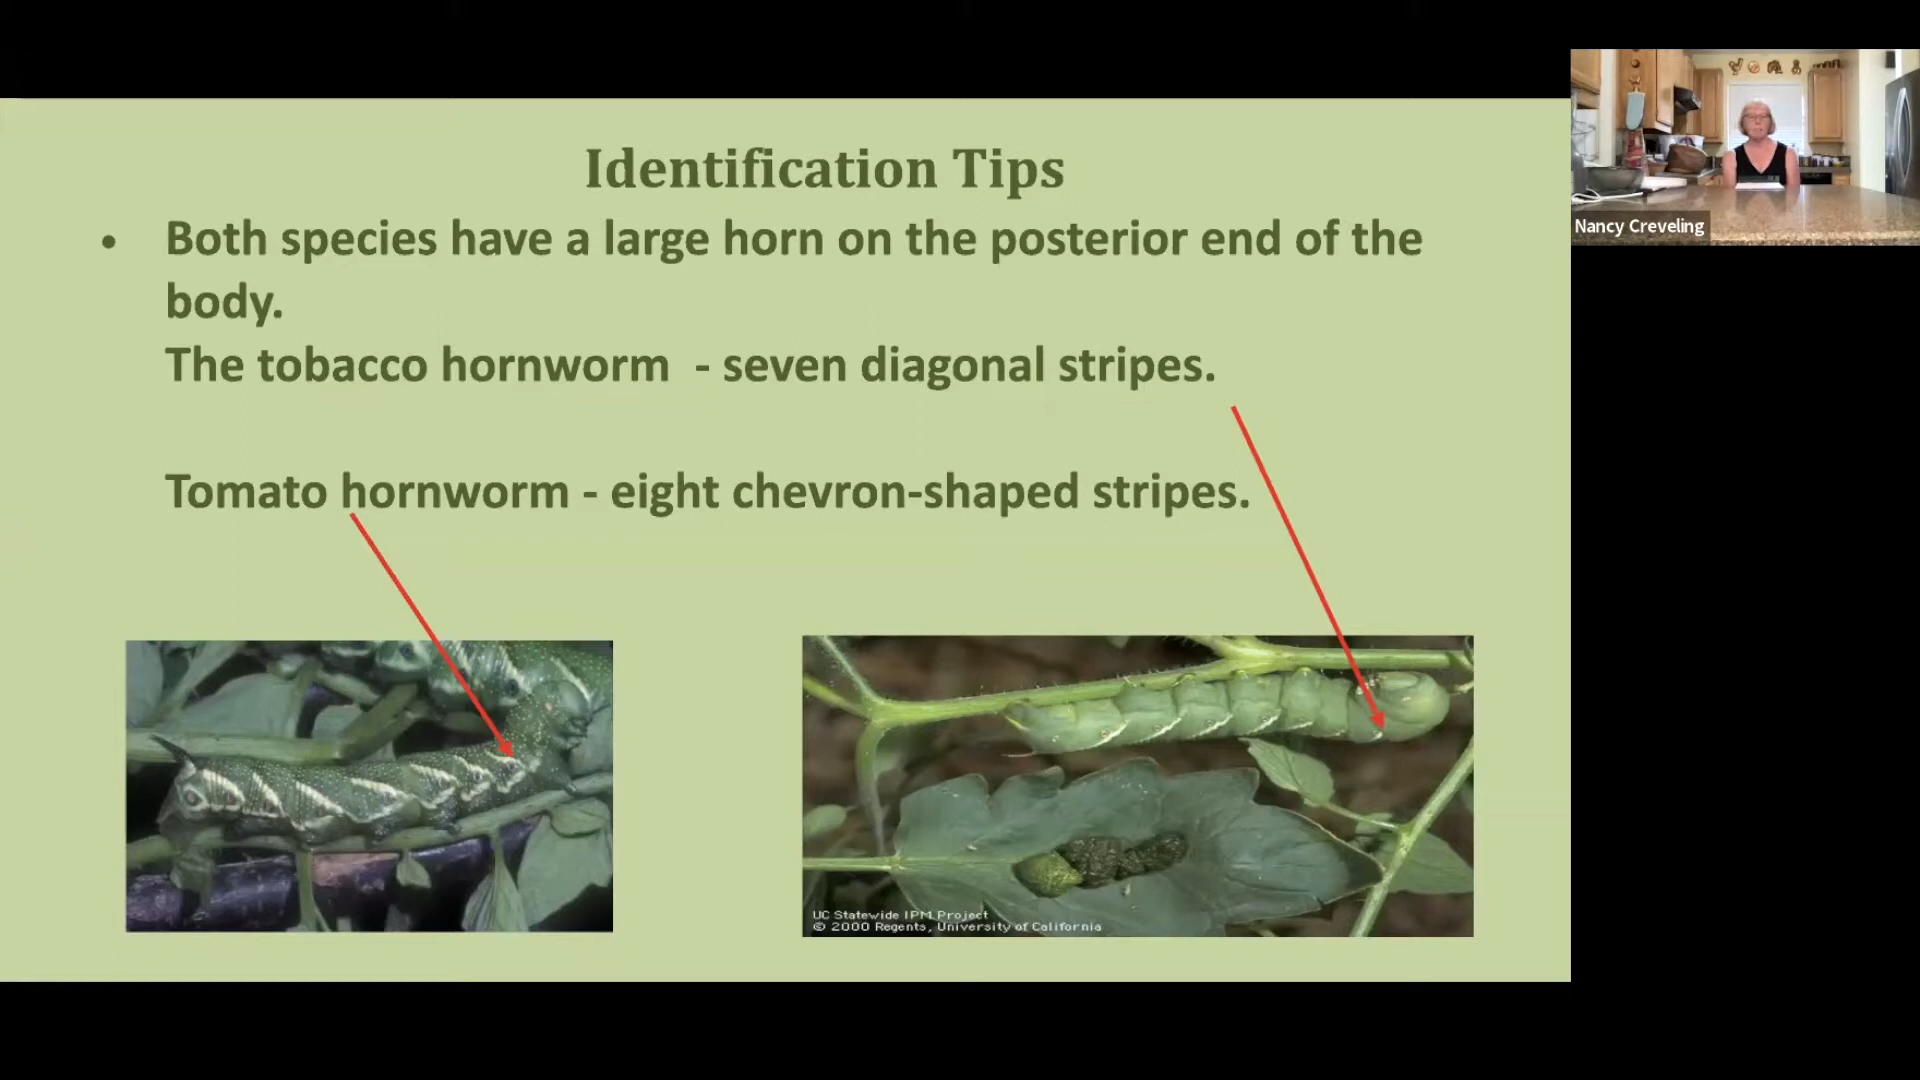 Identification Tips
• Both species have a large horn on the posterior end of the
body.
The tobacco hornworm - seven diagonal stripes.
Tomato hornworm - eight chevron-shaped stripes.
UC Statewide IPM Project
© 2000 Regents, University of California
Nancy Creveling